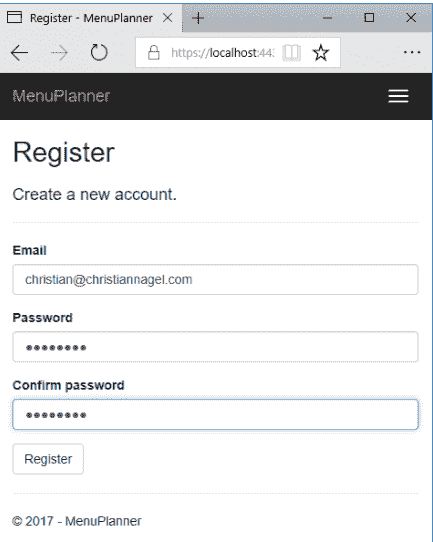 Register - MenuPlanner
https://localhost:443
MenuPlanner
Register
Create a new account.
Email
christian@christiannagel.com
Password
••••••••
Confirm password
••••••••
Register
© 2017 - MenuPlanner